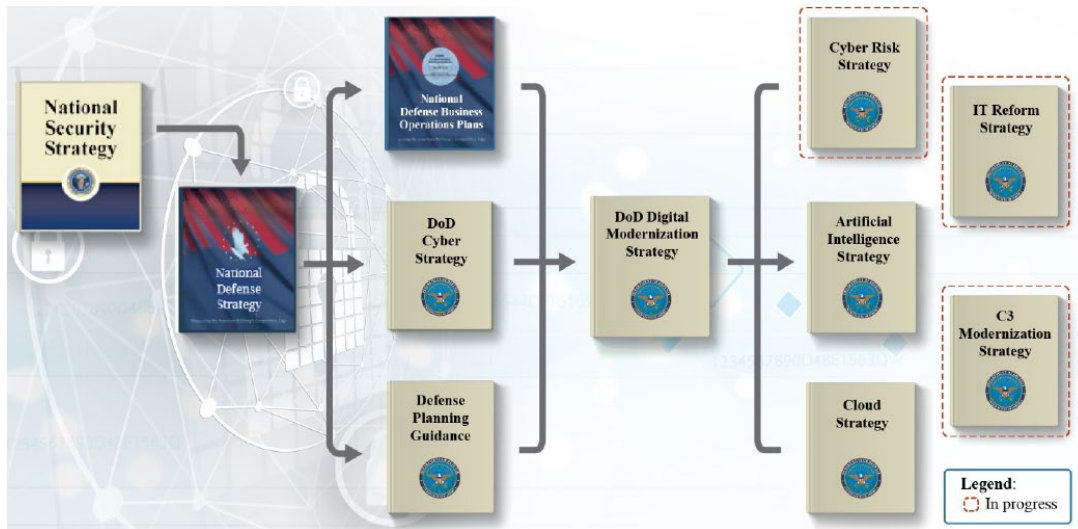 National
Security
Strategy
National
Defense
Strategy
National
Defense Business
Operations Plans
DoD
Cyber
Strategy
Defense
Planning
Guidance
DoD Digital
Modernization
Strategy
Cyber Risk
Strategy
IT Reform
Strategy
Artificial
Intelligence
Strategy
C3
Modernization
Strategy
Cloud
Strategy
Legend:
In progress